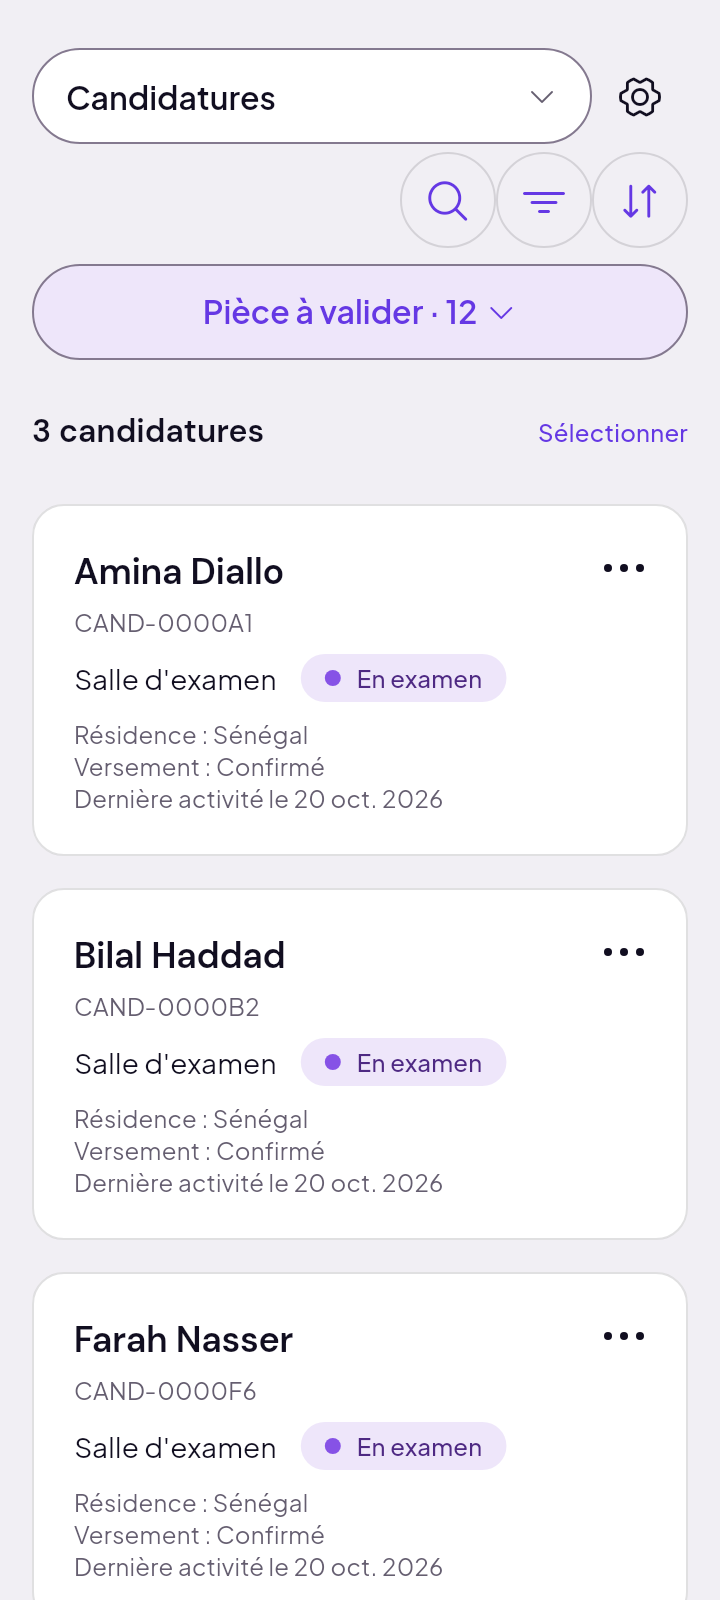 Candidatures
Pièce à valider · 12
3 candidatures
Sélectionner
Amina Diallo
CAND-0000A1
Salle d'examen
En examen
Résidence : Sénégal
Versement : Confirmé
Dernière activité le 20 oct. 2026
Bilal Haddad
CAND-0000B2
Salle d'examen
En examen
Résidence : Sénégal
Versement : Confirmé
Dernière activité le 20 oct. 2026
Farah Nasser
CAND-0000F6
Salle d'examen
En examen
Résidence : Sénégal
Versement : Confirmé
Dernière activité le 20 oct. 2026